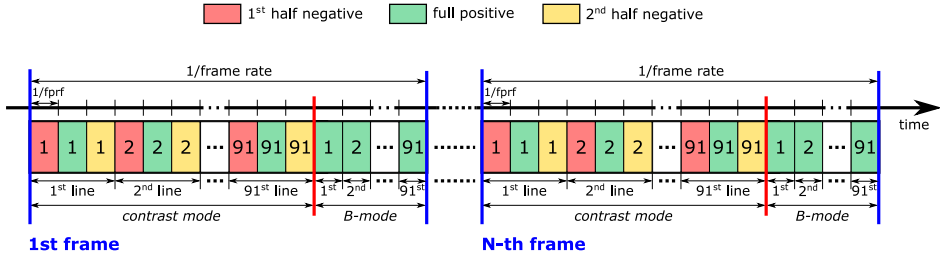 1st half negative
full positive
2nd half negative
1/frame rate
1/frame rate
1/fprf
1/fprf
time
1 1 1 2 2 2 ... 91 91 91 1 2 ... 91
1 1 1 2 2 2 ... 91 91 91 1 2 ... 91
1st line 2nd line ... 91st line 1st 2nd ... 91st
1st line 2nd line ... 91st line 1st 2nd ... 91st
contrast mode B-mode
contrast mode B-mode
1st frame
N-th frame